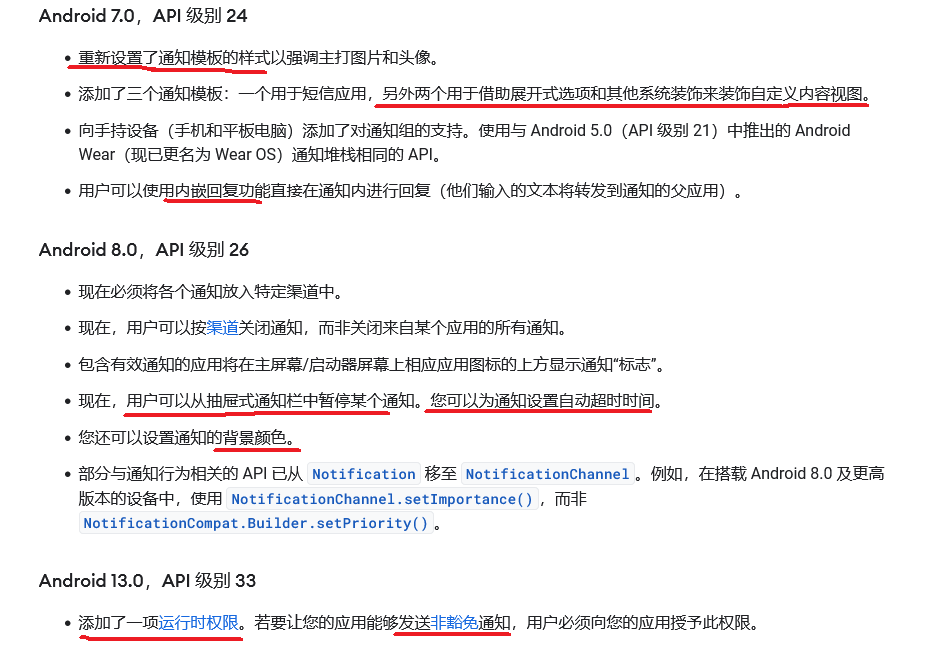 Android 7.0，API 级别 24
• 重新设置了通知模板的样式以强调主打图片和头像。
• 添加了三个通知模板：一个用于短信应用，另外两个用于借助展开式选项和其他系统装饰来装饰自定义内容视图。
• 向手持设备（手机和平板电脑）添加了对通知组的支持。使用与 Android 5.0（API 级别 21）中推出的 Android
Wear（现已更名为 Wear OS）通知堆栈相同的 API。
• 用户可以使用内嵌回复功能直接在通知内进行回复（他们输入的文本将转发到通知的父应用）。
Android 8.0，API 级别 26
• 现在必须将各个通知放入特定渠道中。
• 现在，用户可以按渠道关闭通知，而非关闭来自某个应用的所有通知。
• 包含有效通知的应用将在主屏幕/启动器屏幕上相应应用图标的上方显示通知“标志”。
• 现在，用户可以从抽屉式通知栏中暂停某个通知。您可以为通知设置自动超时时间。
• 您还可以设置通知的背景颜色。
• 部分与通知行为相关的 API 已从 Notification 移至 NotificationChannel。例如，在搭载 Android 8.0 及更高
版本的设备中，使用 NotificationChannel.setImportance()，而非
NotificationCompat.Builder.setPriority()。
Android 13.0，API 级别 33
• 添加了一项运行时权限。若要让您的应用能够发送非豁免通知，用户必须向您的应用授予此权限。